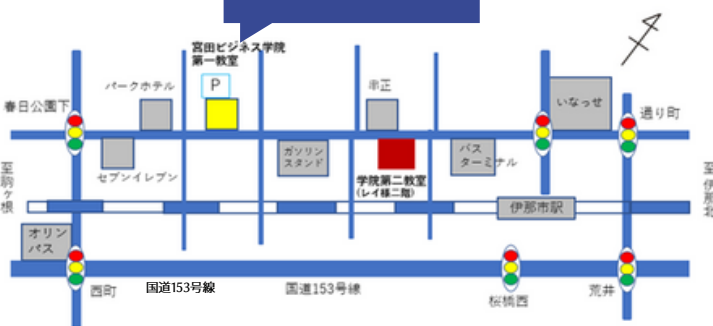 宮田ビジネス学院
第一教室
P
パークホテル
串正
いなっせ
春日公園下
通り町
セブンイレブン
ガソリン
スタンド
バス
ターミナル
学院第二教室
(レイ様二階)
至駒ヶ根
至伊那北
伊那市駅
オリン
パス
西町
国道153号線
国道153号線
桜橋西
荒井